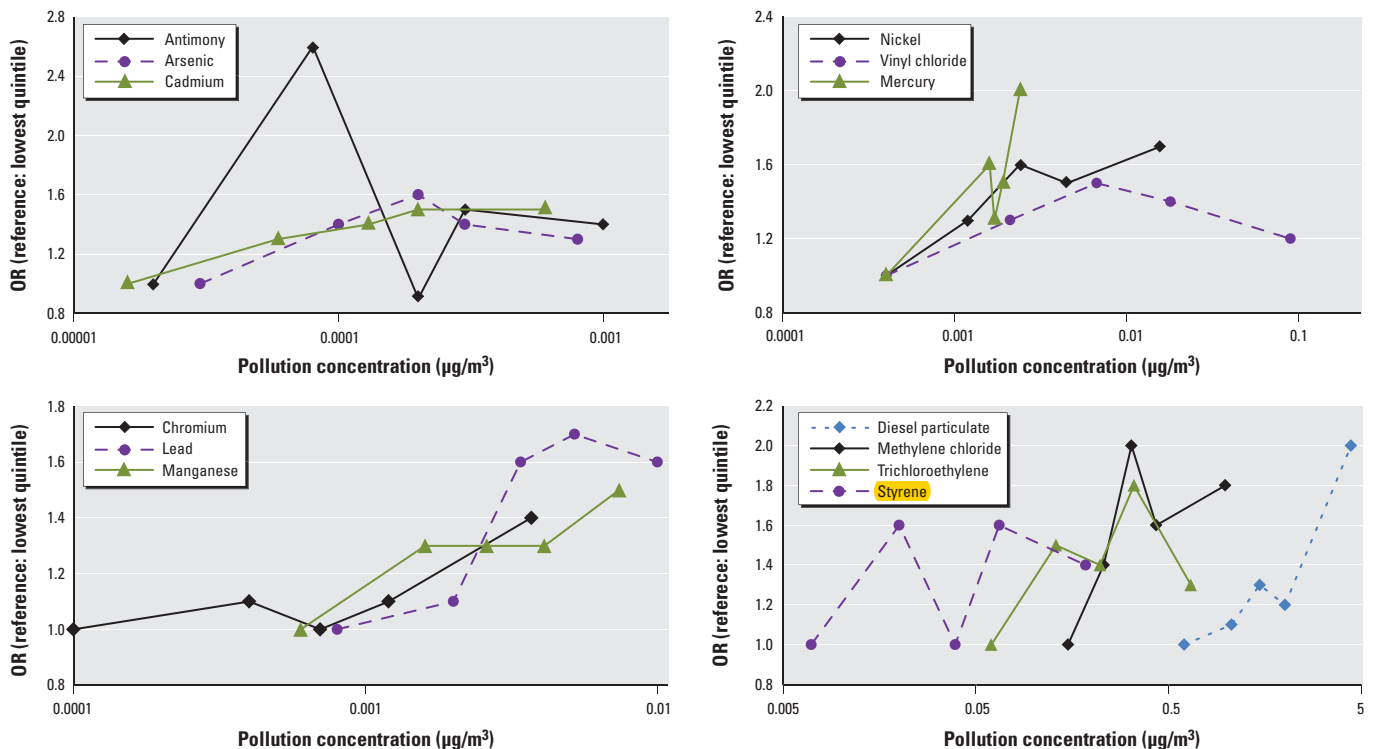 OR (reference: lowest quintile)
2.8
2.4
2.0
1.6
1.2
0.8
Antimony
Arsenic
Cadmium
0.00001
0.0001
0.001
Pollution concentration (µg/m³)
OR (reference: lowest quintile)
2.4
2.0
1.6
1.2
0.8
Nickel
Vinyl chloride
Mercury
0.0001
0.001
0.01
0.1
Pollution concentration (µg/m³)
OR (reference: lowest quintile)
1.8
1.6
1.4
1.2
1.0
0.8
Chromium
Lead
Manganese
0.0001
0.001
0.01
Pollution concentration (µg/m³)
OR (referece: lowest quintile)
2.2
2.0
1.8
1.6
1.4
1.2
1.0
0.8
Diesel particulate
Methylene chloride
Trichloroethylene
Styrene
0.005
0.05
0.5
5
Pollution concentration (µg/m³)